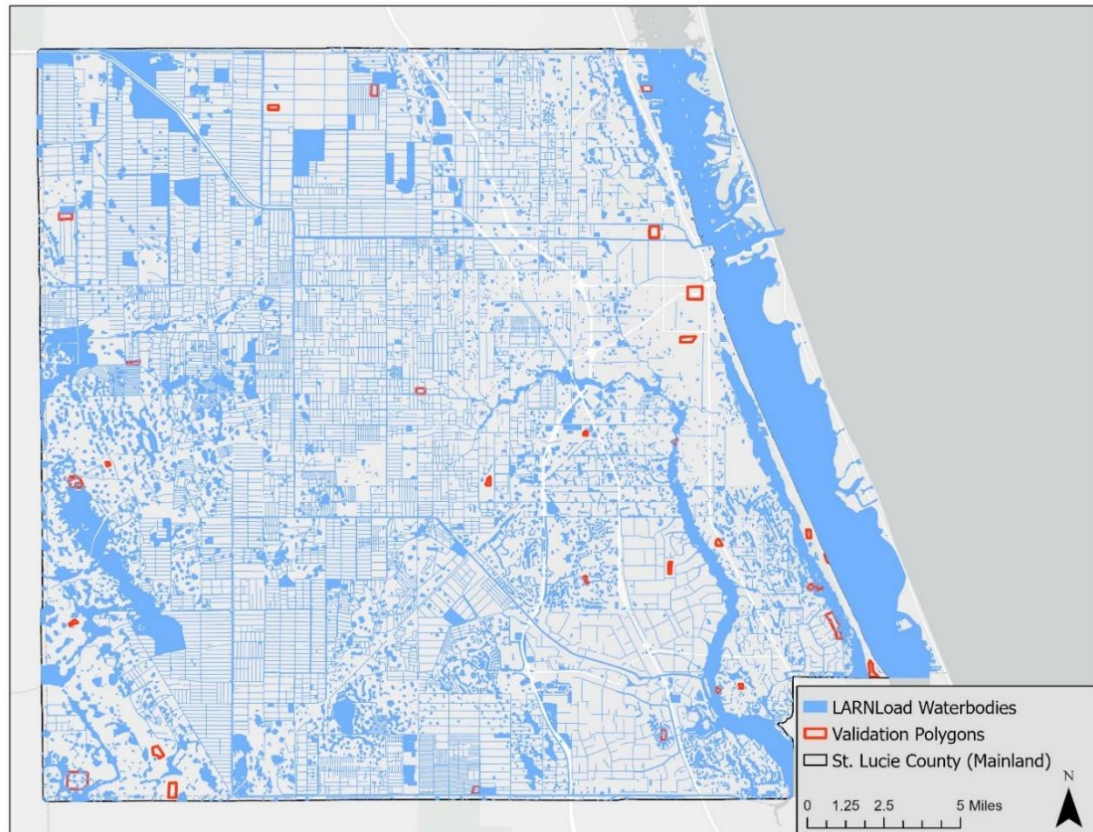 LARNLoad Waterbodies
Validation Polygons
St. Lucie County (Mainland)
N
0 1.25 2.5 5 Miles